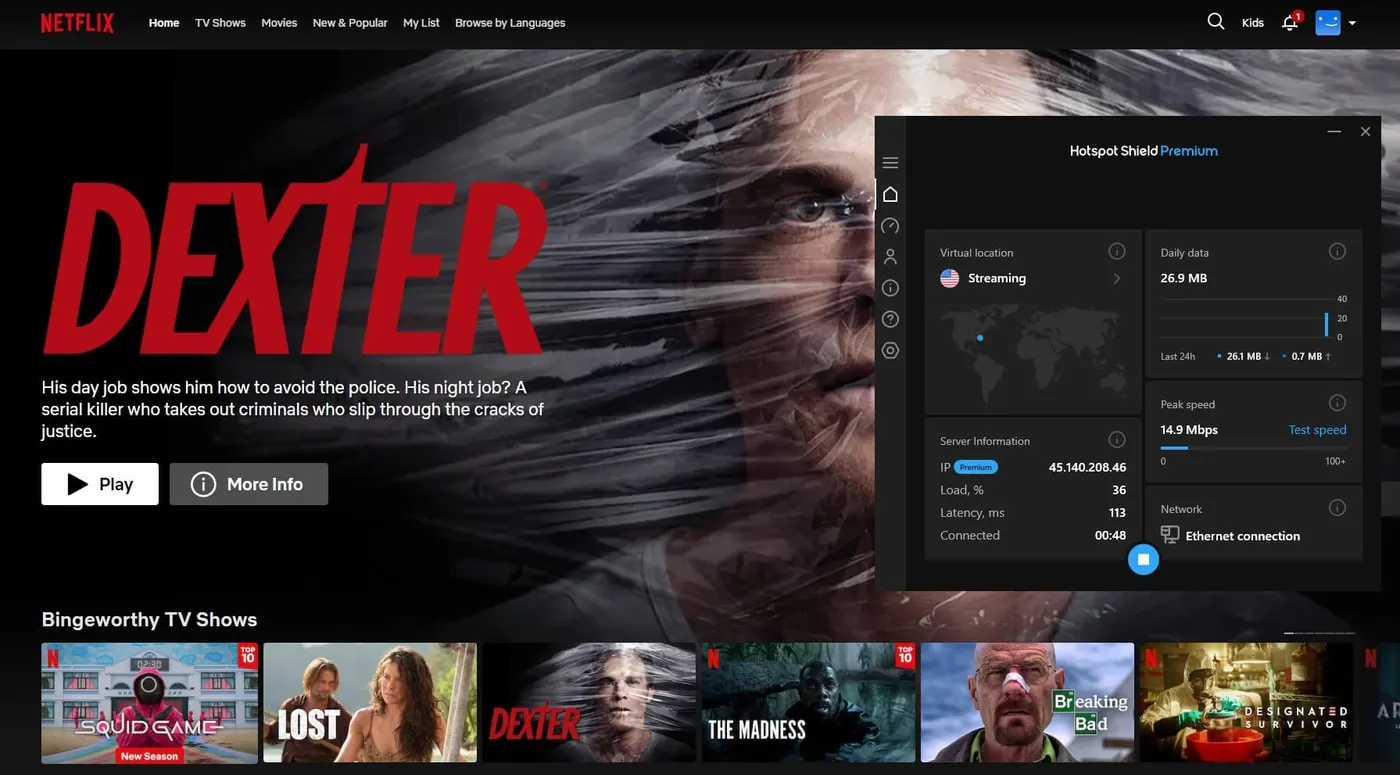 NETFLIX
Home
TV Shows
Movies
New & Popular
My List
Browse by Languages
Kids
1
DEXTER
His day job shows him how to avoid the police. His night job? A
serial killer who takes out criminals who slip through the cracks of
justice.
Play
More Info
Hotspot Shield Premium
Virtual location
Streaming
Daily data
26.9 MB
40
20
0
Last 24h
26.1 MB ↓
0.7 MB ↑
Server Information
IP Premium 45.140.208.46
Load, % 36
Latency, ms 113
Connected 00:48
Peak speed
14.9 Mbps
Test speed
0
100+
Network
Ethernet connection
Bingeworthy TV Shows
N
TOP
10
02:30
SQUID GAME
New Season
LOST
DEXTER
N
TOP
10
THE MADNESS
Breaking
Bad
N
DESIGNATED
SURVIVOR
N